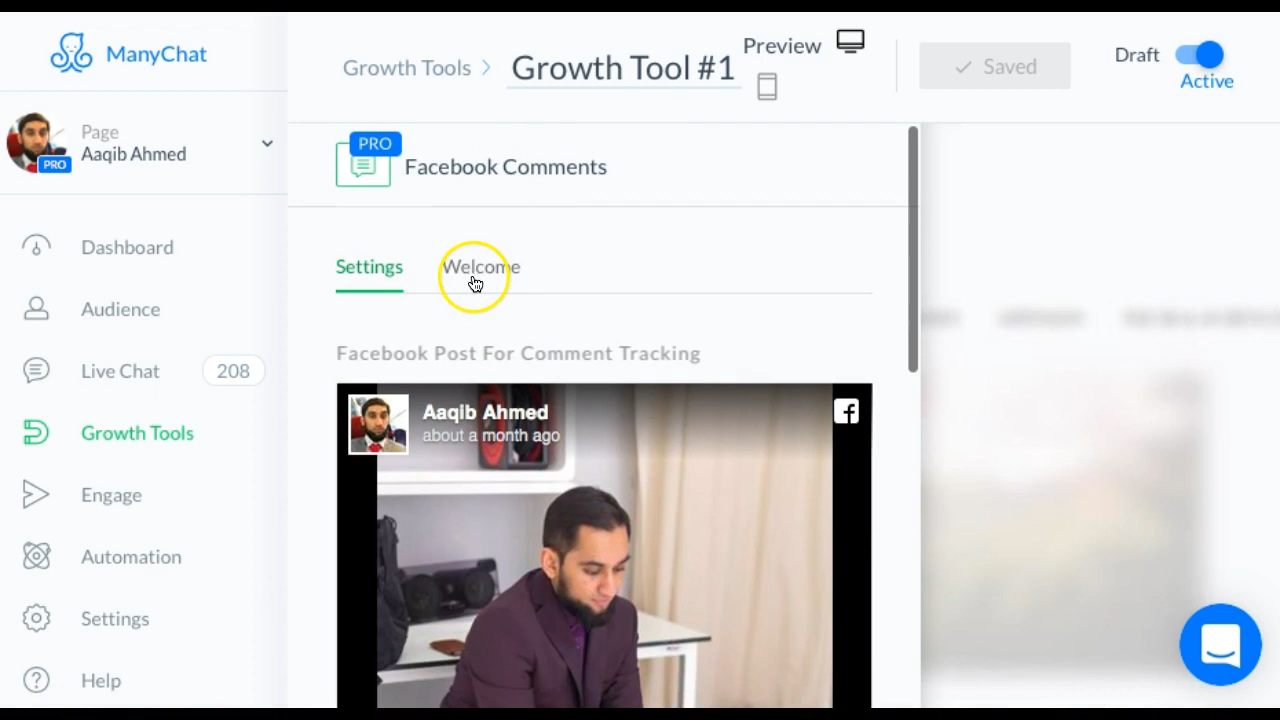 ManyChat
Page
Aaqib Ahmed
PRO
Dashboard
Audience
Live Chat 208
Growth Tools
Engage
Automation
Settings
Help
Growth Tools > Growth Tool #1
Preview
✓ Saved
Draft
Active
PRO
Facebook Comments
Settings Welcome
Facebook Post For Comment Tracking
Aaqib Ahmed
about a month ago